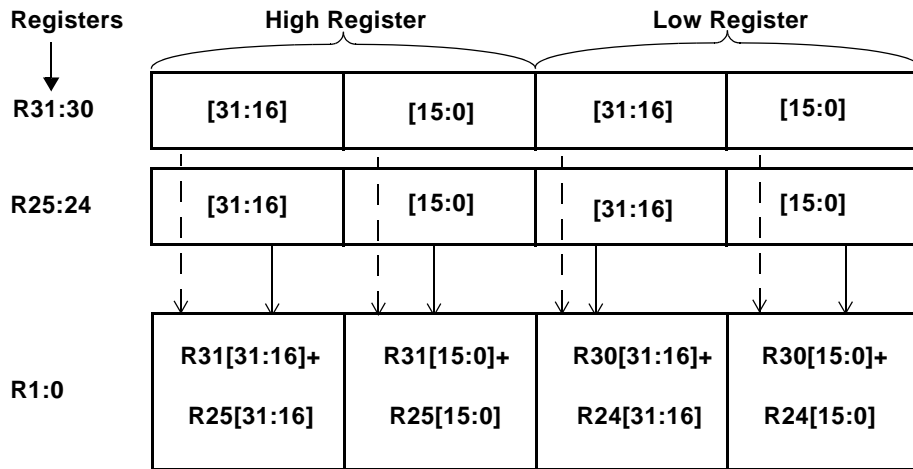 Registers High Register Low Register
R31:30 [31:16] [15:0] [31:16] [15:0]
R25:24 [31:16] [15:0] [31:16] [15:0]
R31[31:16]+ R31[15:0]+ R30[31:16]+ R30[15:0]+
R1:0
R25[31:16] R25[15:0] R24[31:16] R24[15:0]